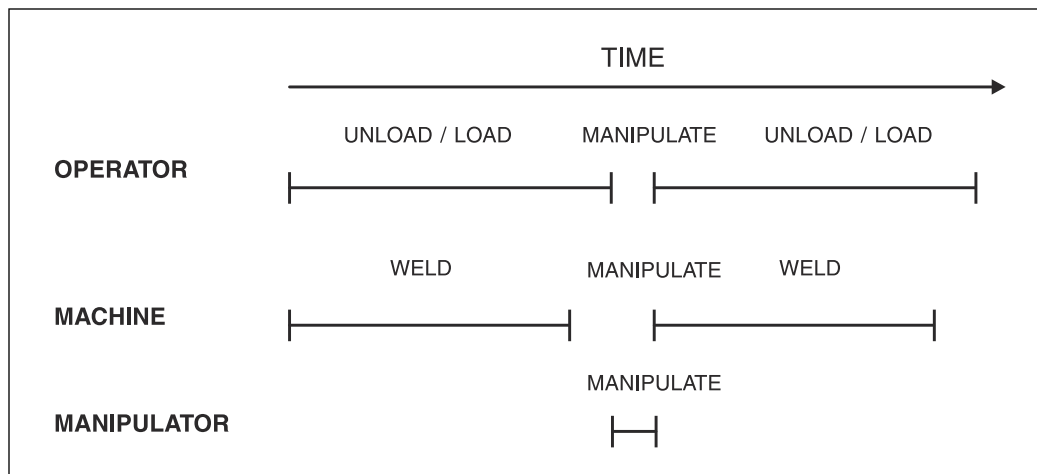 TIME
UNLOAD / LOAD MANIPULATE UNLOAD / LOAD
OPERATOR
WELD MANIPULATE WELD
MACHINE
MANIPULATE
MANIPULATOR